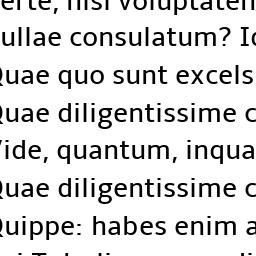 erte, nisi voluptatem
ullae consulatum? Id
Quae quo sunt excels
Quae diligentissime c
Vide, quantum, inqua
Quae diligentissime c
Quippe: habes enim a